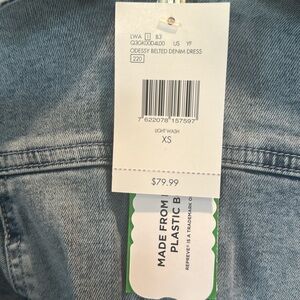 LWA 1 B3
US YF
ODESSY BELTED DENIM DRESS
220
7 622078 157597
LIGHT WASH
XS
$79.99
MADE FROM
PLASTIC B
REPREVE® IS A TRADEMARK O